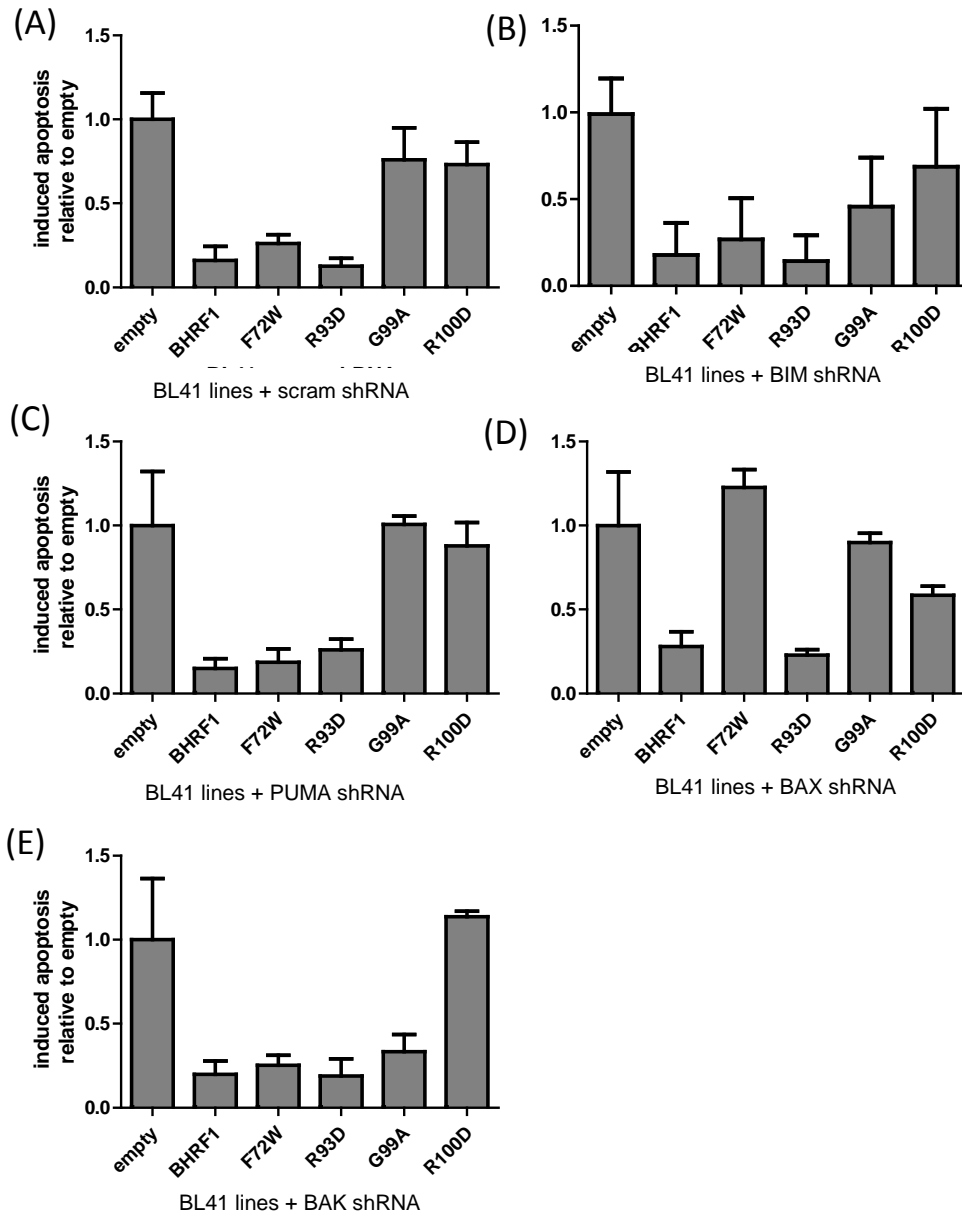 (A)
induced apoptosis
relative to empty
1.5
1.0
0.5
0.0
empty
BHRF1
F72W
R93D
G99A
R100D
BL41 lines + scram shRNA
(B)
1.5
1.0
0.5
0.0
empty
BHRF1
F72W
R93D
G99A
R100D
BL41 lines + BIM shRNA
(C)
induced apoptosis
relative to empty
1.5
1.0
0.5
0.0
empty
BHRF1
F72W
R93D
G99A
R100D
BL41 lines + PUMA shRNA
(D)
1.5
1.0
0.5
0.0
empty
BHRF1
F72W
R93D
G99A
R100D
BL41 lines + BAX shRNA
(E)
induced apoptosis
relative to empty
1.5
1.0
0.5
0.0
empty
BHRF1
F72W
R93D
G99A
R100D
BL41 lines + BAK shRNA